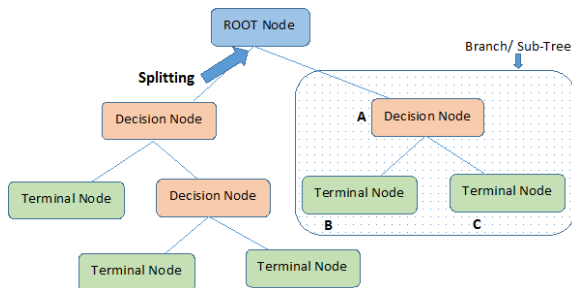 ROOT Node
Branch/ Sub-Tree
Splitting
A
Decision Node
Decision Node
Terminal Node
Decision Node
Terminal Node
Terminal Node
B
C
Terminal Node
Terminal Node